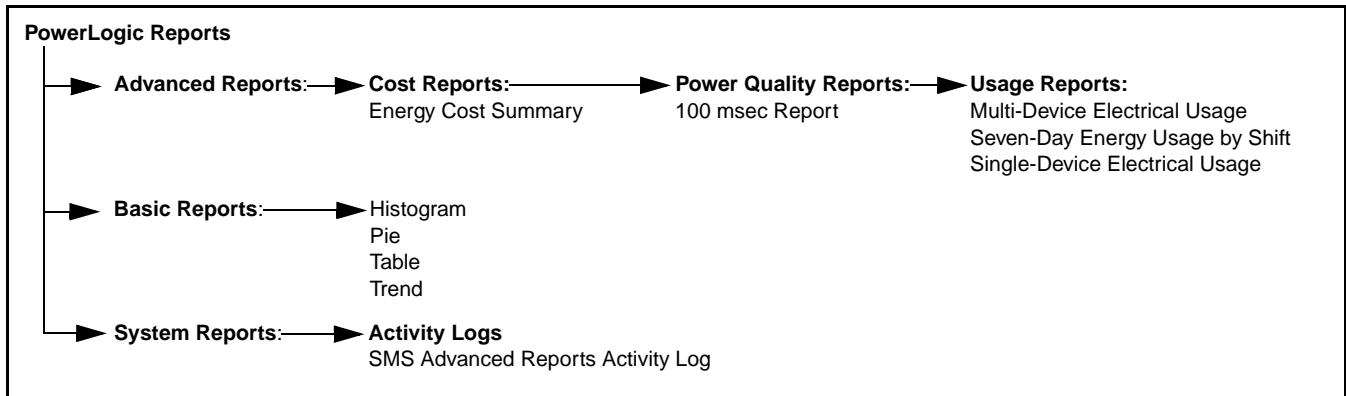 PowerLogic Reports
Advanced Reports:
Cost Reports:
Energy Cost Summary
Power Quality Reports:
100 msec Report
Usage Reports:
Multi-Device Electrical Usage
Seven-Day Energy Usage by Shift
Single-Device Electrical Usage
Basic Reports:
Histogram
Pie
Table
Trend
System Reports:
Activity Logs
SMS Advanced Reports Activity Log